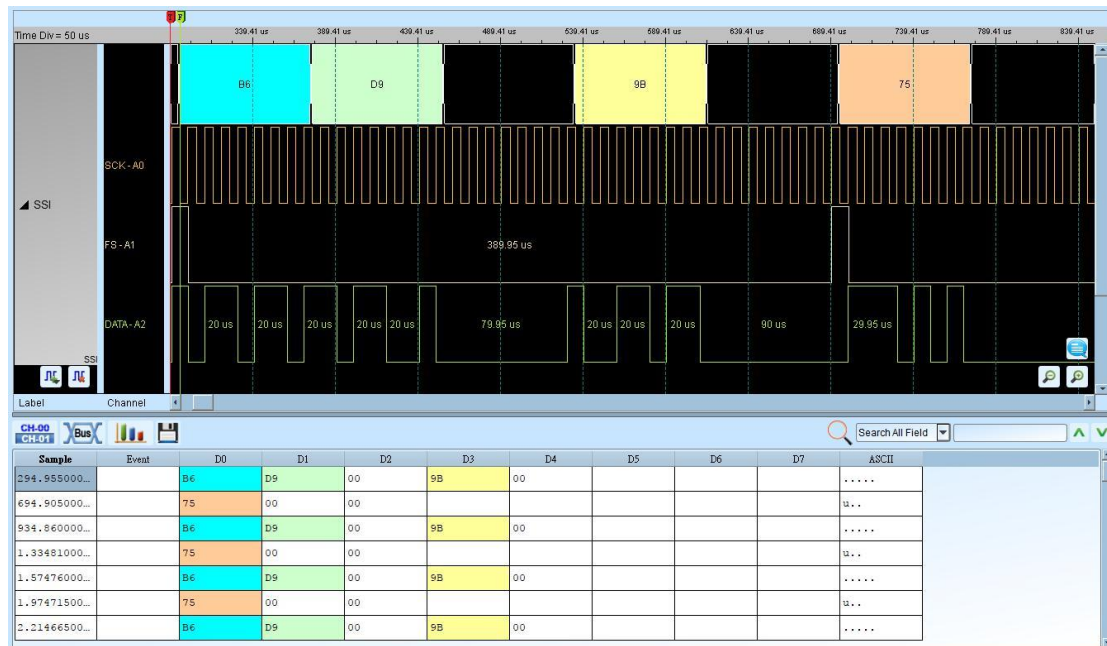 T F
Time Div = 50 us 339.41 us 389.41 us 439.41 us 489.41 us 539.41 us 589.41 us 639.41 us 689.41 us 739.41 us 789.41 us 839.41 us
B6 D9 9B 75
SCK - A0
SSI
FS - A1 389.95 us
DATA - A2 20 us 20 us 20 us 20 us 20 us 79.95 us 20 us 20 us 20 us 90 us 29.95 us
SSI
Label Channel
CH-00
CH-01 Bus Search All Field
Sample Event D0 D1 D2 D3 D4 D5 D6 D7 ASCII
294.955000... B6 D9 00 9B 00 .....
694.905000... 75 00 00 u..
934.860000... B6 D9 00 9B 00 .....
1.33481000... 75 00 00 u..
1.57476000... B6 D9 00 9B 00 .....
1.97471500... 75 00 00 u..
2.21466500... B6 D9 00 9B 00 .....